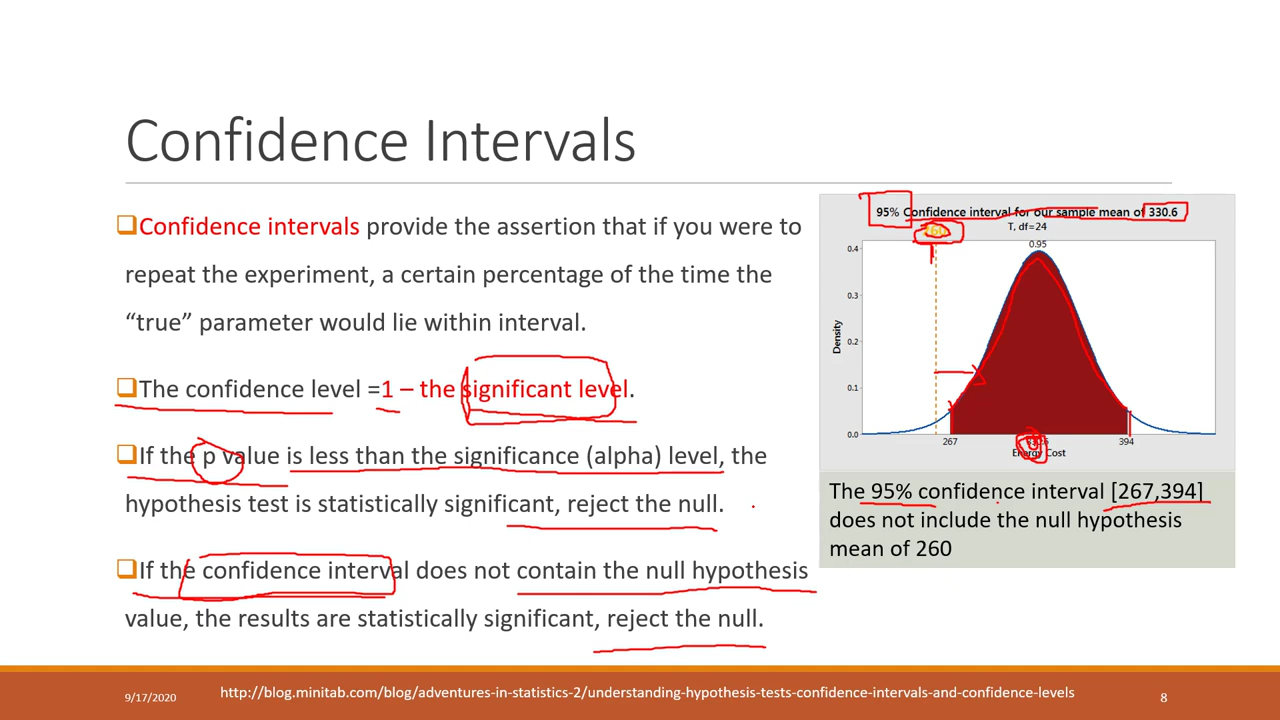 Confidence Intervals
Confidence intervals provide the assertion that if you were to
repeat the experiment, a certain percentage of the time the
“true” parameter would lie within interval.
The confidence level =1 – the significant level.
If the p value is less than the significance (alpha) level, the
hypothesis test is statistically significant, reject the null.
If the confidence interval does not contain the null hypothesis
value, the results are statistically significant, reject the null.
95% Confidence interval for our sample mean of 330.6
T, df=24
260
0.95
0.4
0.3
0.2
0.1
0.0
Density
267
394
Energy Cost
The 95% confidence interval [267,394]
does not include the null hypothesis
mean of 260
9/17/2020
http://blog.minitab.com/blog/adventures-in-statistics-2/understanding-hypothesis-tests-confidence-intervals-and-confidence-levels
8